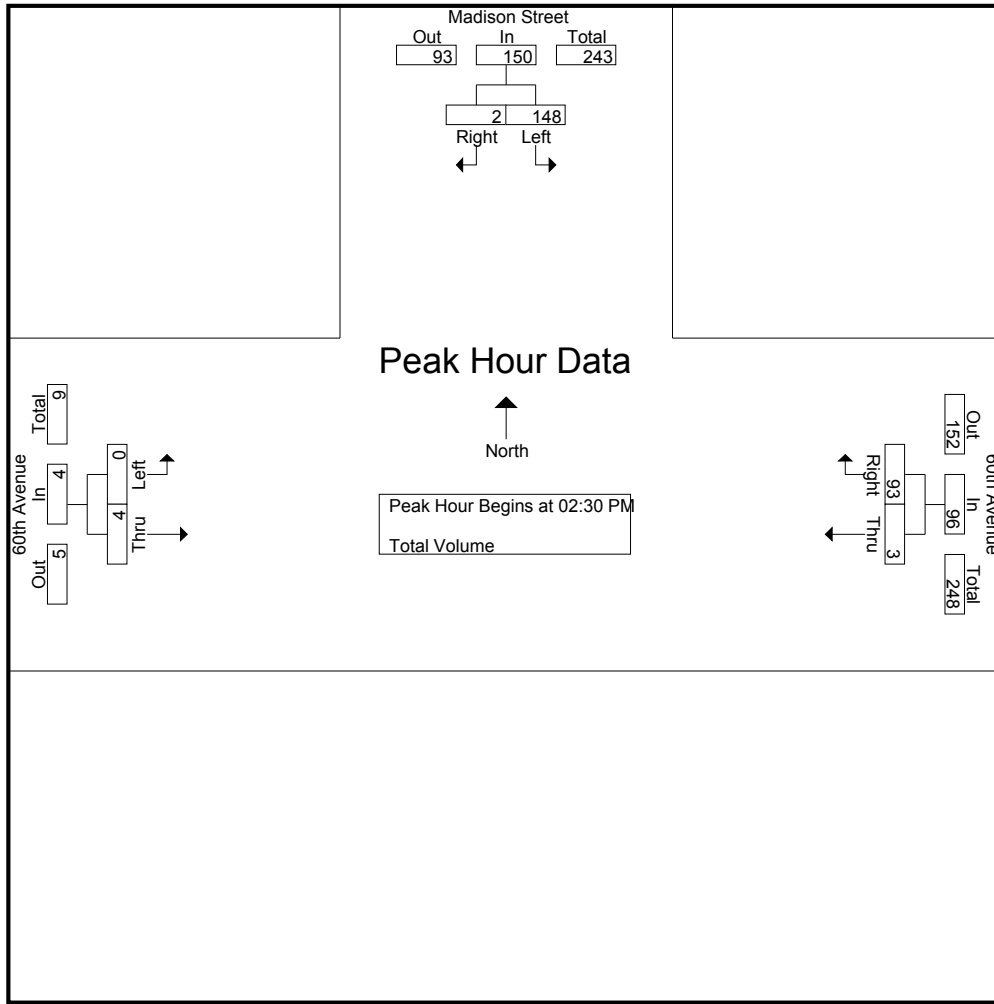 Madison Street
Out In Total
93 150 243
2 148
Right Left
Peak Hour Data
North
Peak Hour Begins at 02:30 PM
Total Volume
60th Avenue
Out In Total
5 4 9
4 0
Thru Left
60th Avenue
Out In Total
152 96 248
93 3
Right Thru